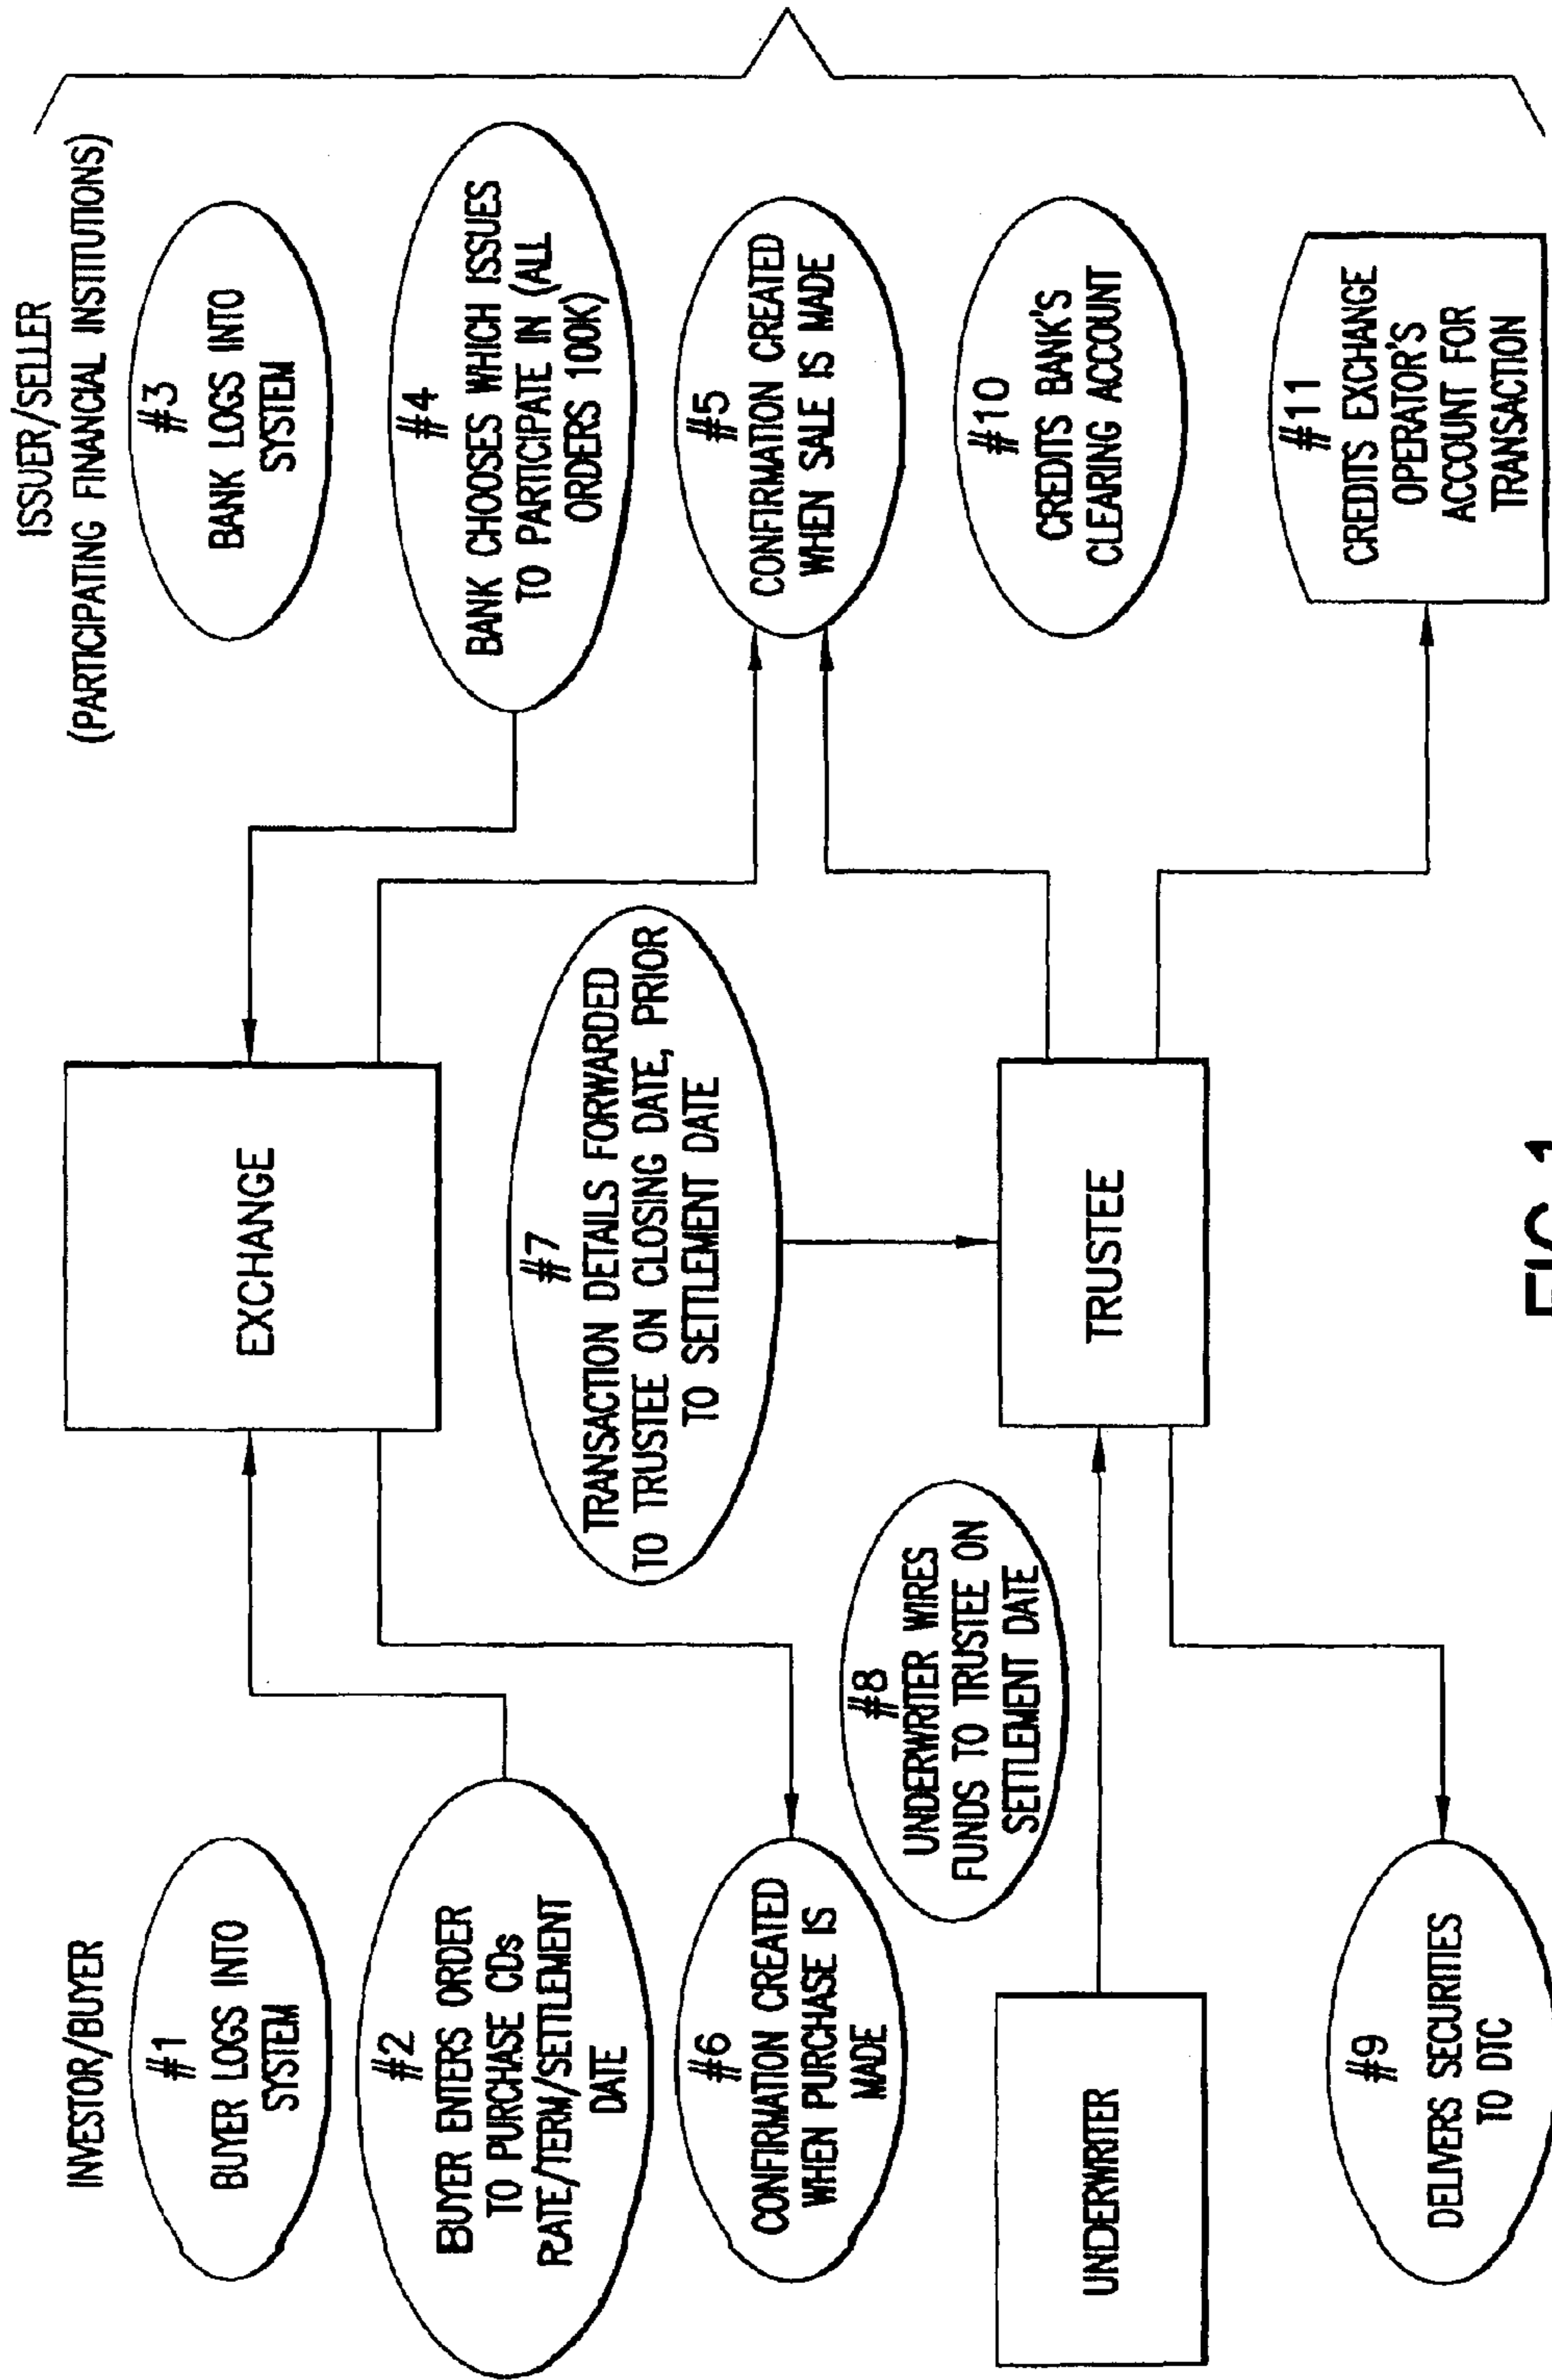 INVESTOR/BUYER
#1
BUYER LOGS INTO
SYSTEM
#2
BUYER ENTERS ORDER
TO PURCHASE CDs
RATE/TERM/SETTLEMENT
DATE
#6
CONFIRMATION CREATED
WHEN PURCHASE IS
MADE
UNDERWRITER
#9
DELIVERS SECURITIES
TO DTC
#8
UNDERWRITER WIRES
FUNDS TO TRUSTEE ON
SETTLEMENT DATE
EXCHANGE
#7
TRANSACTION DETAILS FORWARDED
TO TRUSTEE ON CLOSING DATE, PRIOR
TO SETTLEMENT DATE
TRUSTEE
FIG.1
ISSUER/SELLER
(PARTICIPATING FINANCIAL INSTITUTIONS)
#3
BANK LOGS INTO
SYSTEM
#4
BANK CHOOSES WHICH ISSUES
TO PARTICIPATE IN (ALL
ORDERS 100K)
#5
CONFIRMATION CREATED
WHEN SALE IS MADE
#10
CREDITS BANK'S
CLEARING ACCOUNT
#11
CREDITS EXCHANGE
OPERATOR'S
ACCOUNT FOR
TRANSACTION